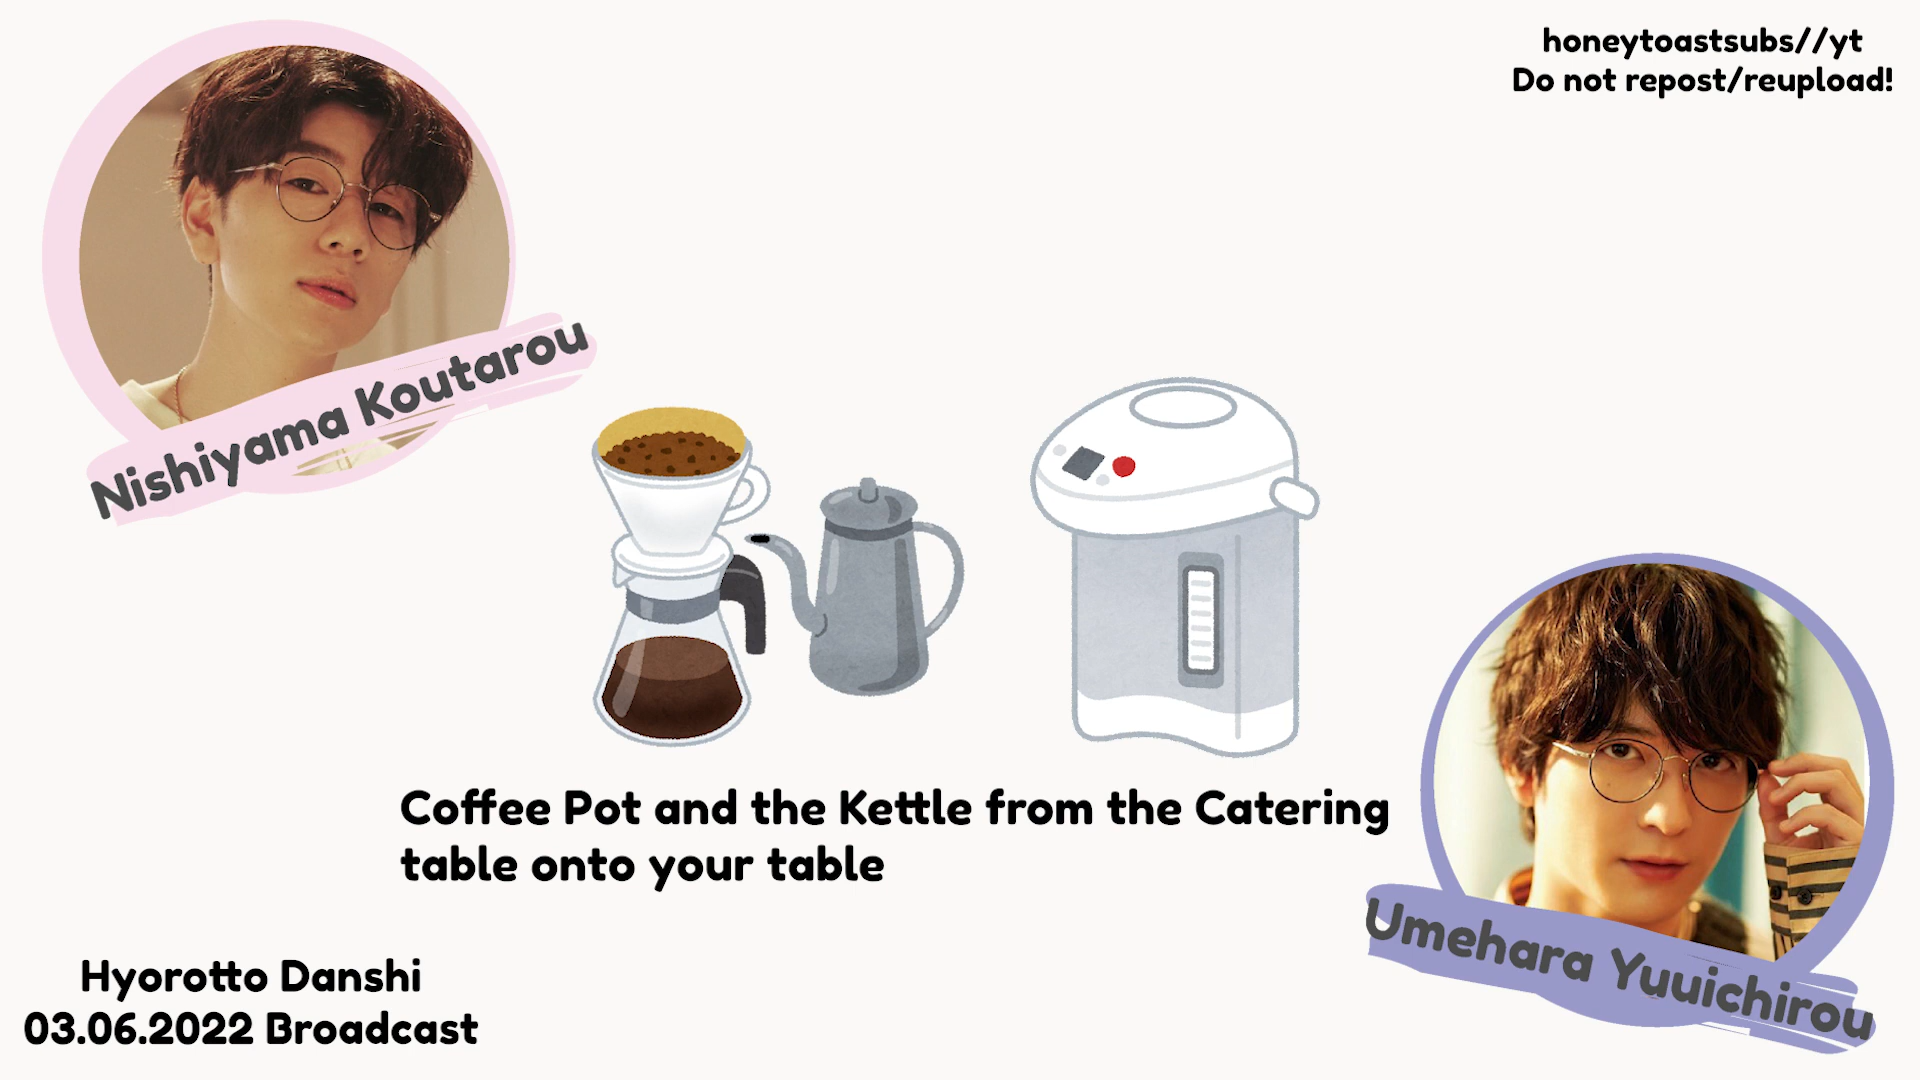 honeytoastsubs//yt
Do not repost/reupload!
Nishiyama Koutarou
Coffee Pot and the Kettle from the Catering
table onto your table
Umehara Yuuichirou
Hyorotto Danshi
03.06.2022 Broadcast